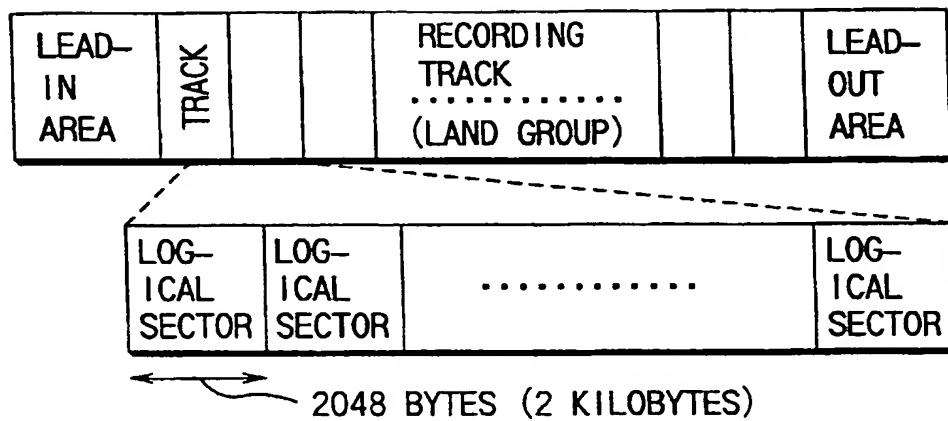 LEAD-
IN
AREA
TRACK
RECORDING
TRACK
............
(LAND GROUP)
LEAD-
OUT
AREA
LOG-
ICAL
SECTOR
LOG-
ICAL
SECTOR
.............
LOG-
ICAL
SECTOR
2048 BYTES (2 KILOBYTES)